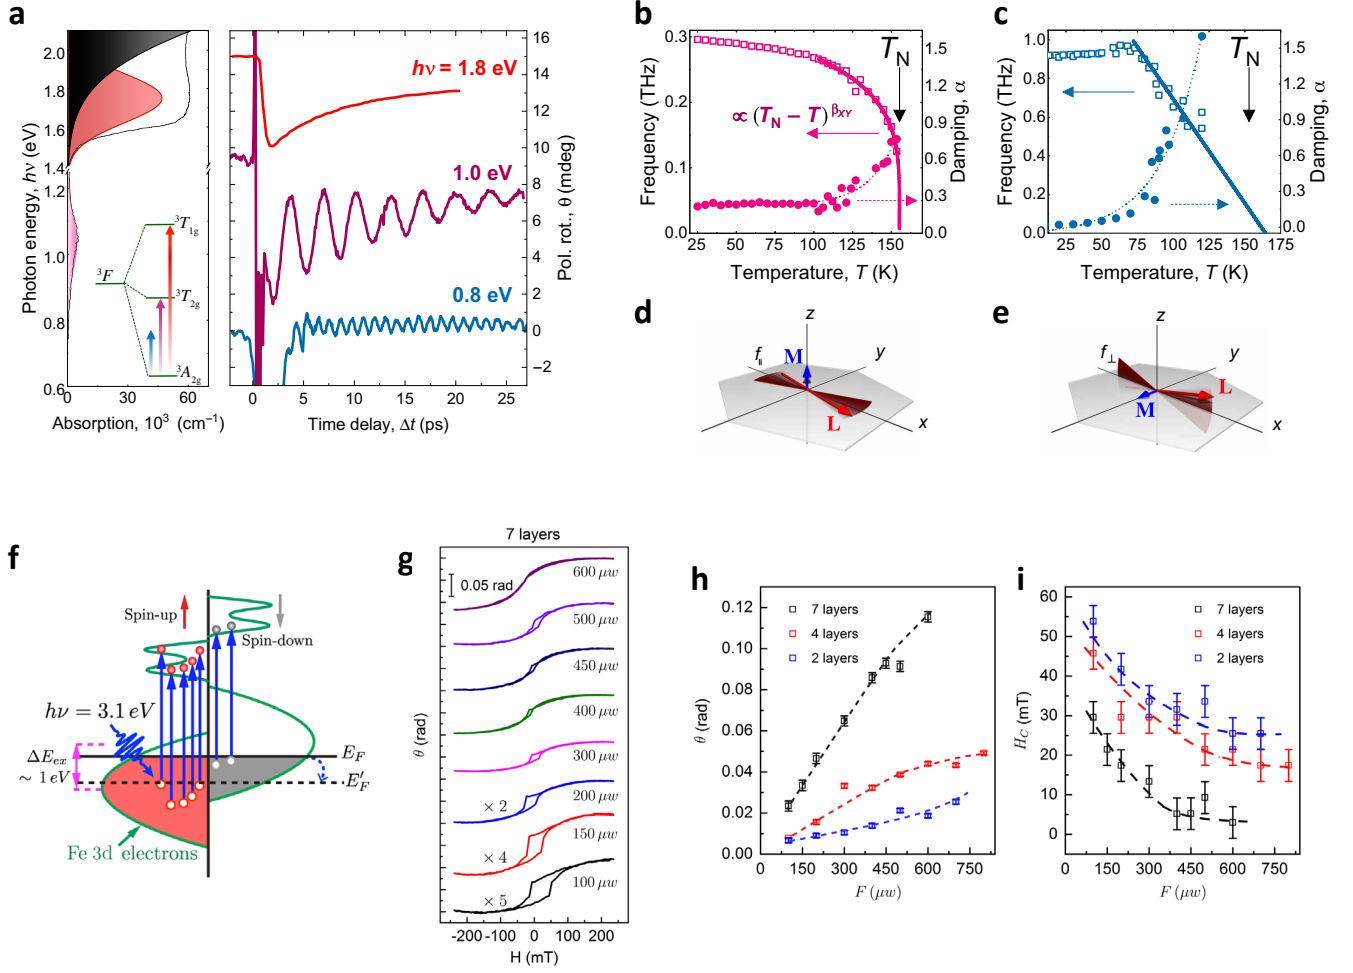 a
Photon energy, hν (eV)
2.0
1.8
1.6
1.4
1.2
1.0
0.8
0.6
³F
³T₁g
³T₂g
³A₂g
0 30 60
Absorption, 10³ (cm⁻¹)
hν = 1.8 eV
1.0 eV
0.8 eV
16
14
12
10
8
6
4
2
0
−2
Pol. rot., θ (mdeg)
0 5 10 15 20 25
Time delay, Δt (ps)
b
Frequency (THz)
0.3
0.2
0.1
0.0
T_N
∝ (T_N − T)^β_XY
1.5
1.2
0.9
0.6
0.3
0.0
Damping, α
25 50 75 100 125 150 175
Temperature, T (K)
c
Frequency (THz)
1.0
0.8
0.6
0.4
0.2
0.0
T_N
1.5
1.2
0.9
0.6
0.3
0.0
Damping, α
25 50 75 100 125 150 175
Temperature, T (K)
d
z
y
x
f∥
M
L
e
z
y
x
f⊥
M
L
f
Spin-up
Spin-down
hν = 3.1 eV
ΔE_ex
~ 1 eV
E_F
E′_F
Fe 3d electrons
g
7 layers
θ (rad)
0.05 rad
600 μw
500 μw
450 μw
400 μw
300 μw
200 μw
× 2
150 μw
× 4
100 μw
× 5
-200 -100 0 100 200
H (mT)
h
θ (rad)
0.12
0.10
0.08
0.06
0.04
0.02
0.00
7 layers
4 layers
2 layers
0 150 300 450 600 750
F (μw)
i
H_C (mT)
60
50
40
30
20
10
0
7 layers
4 layers
2 layers
0 150 300 450 600 750
F (μw)